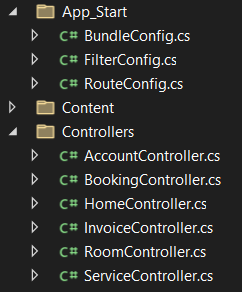 App_Start
C# BundleConfig.cs
C# FilterConfig.cs
C# RouteConfig.cs
Content
Controllers
C# AccountController.cs
C# BookingController.cs
C# HomeController.cs
C# InvoiceController.cs
C# RoomController.cs
C# ServiceController.cs